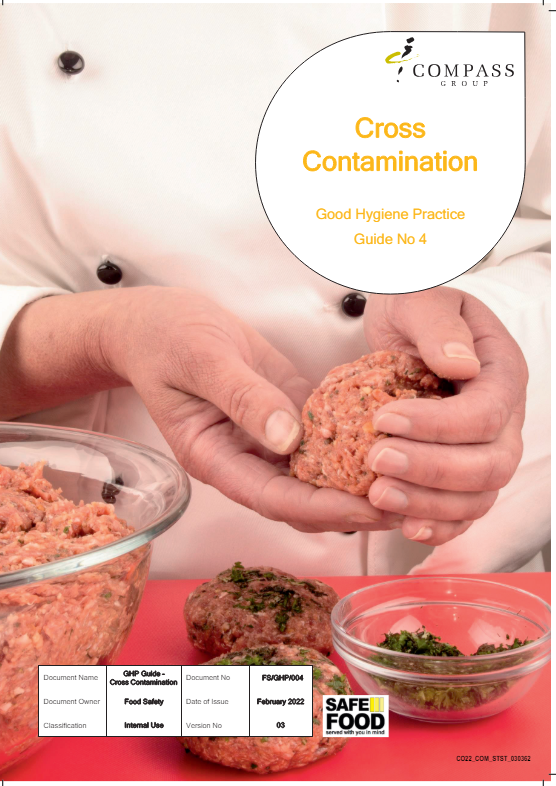 COMPASS
GROUP
Cross
Contamination
Good Hygiene Practice
Guide No 4
Document Name
GHP Guide -
Cross Contamination
Document No
FS/GHP/004
Document Owner
Food Safety
Date of Issue
February 2022
Classification
Internal Use
Version No
03
SAFE
FOOD
served with you in mind
CO22_COM_STST_030362